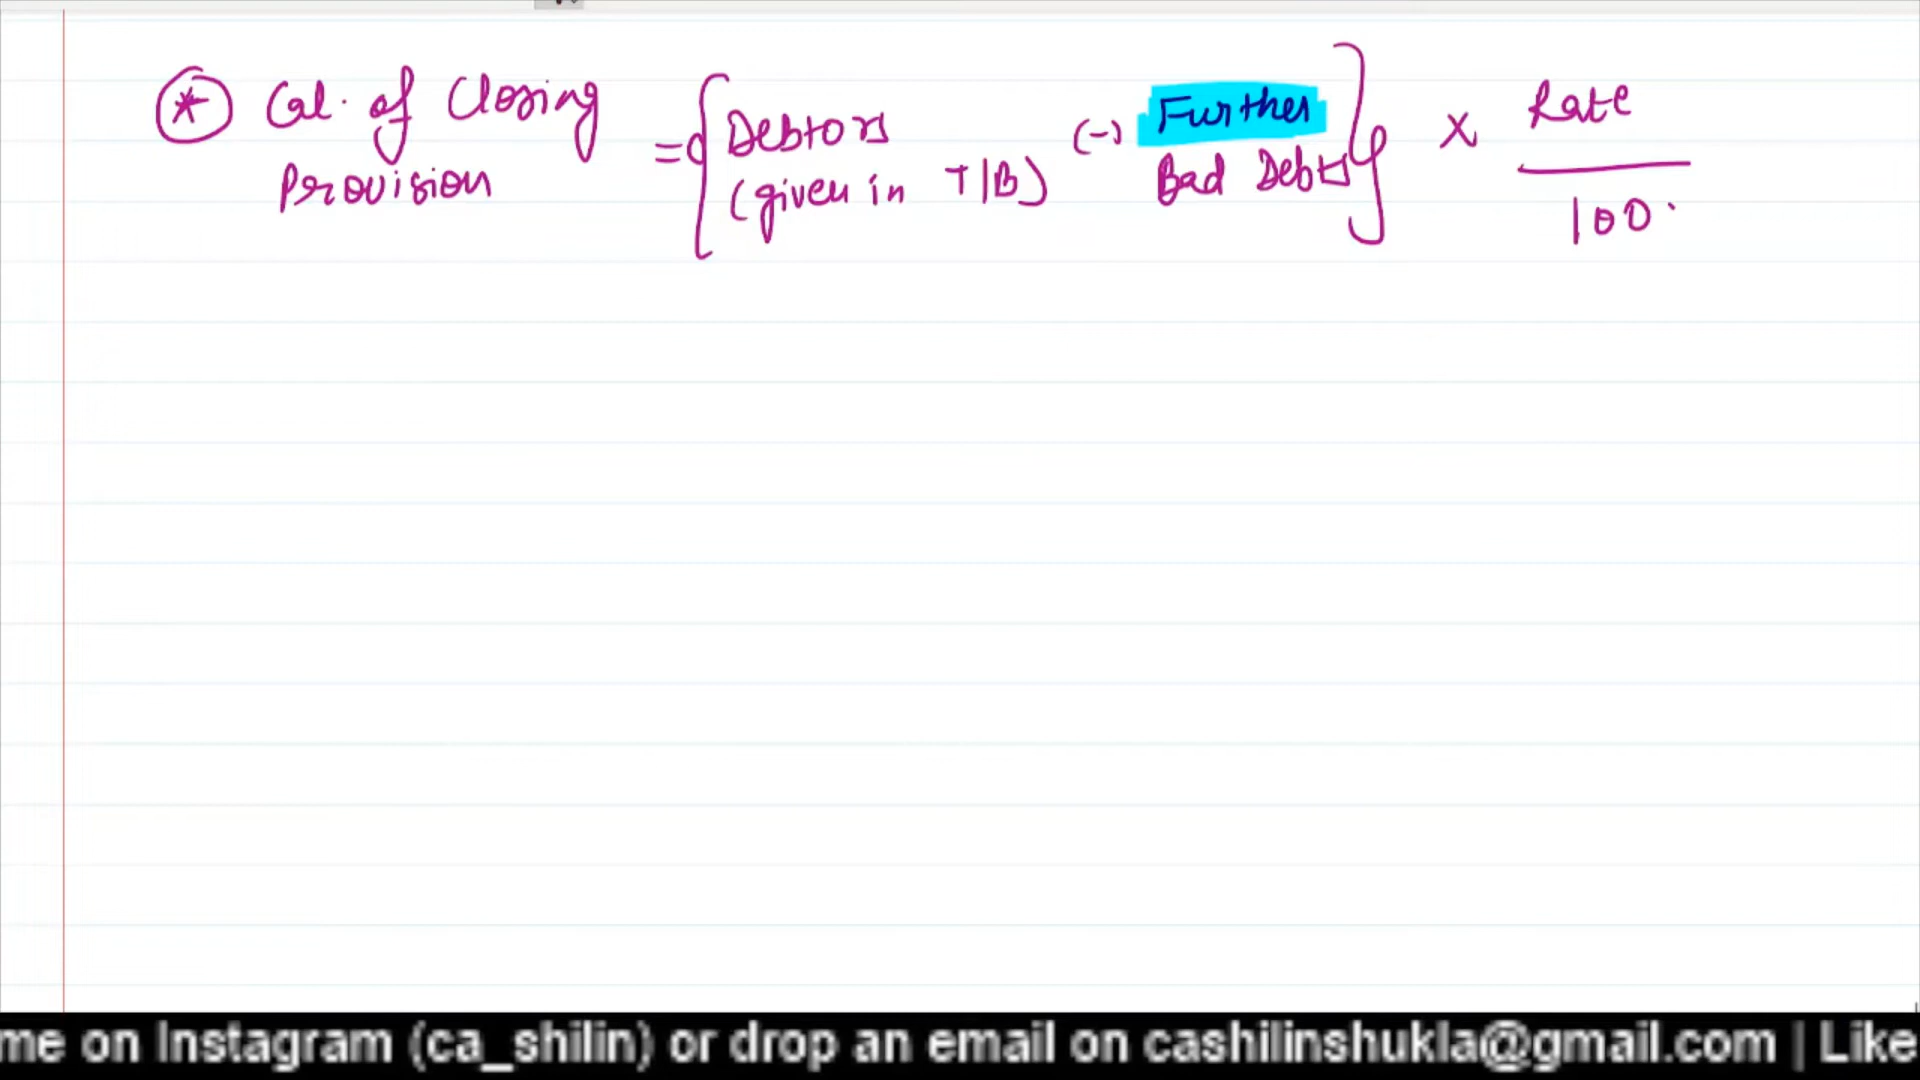 * Cal. of Closing Provision = { Debtors (given in T/B) (-) Further Bad Debts } × Rate / 100.
me on Instagram (ca_shilin) or drop an email on cashilinshukla@gmail.com | Like